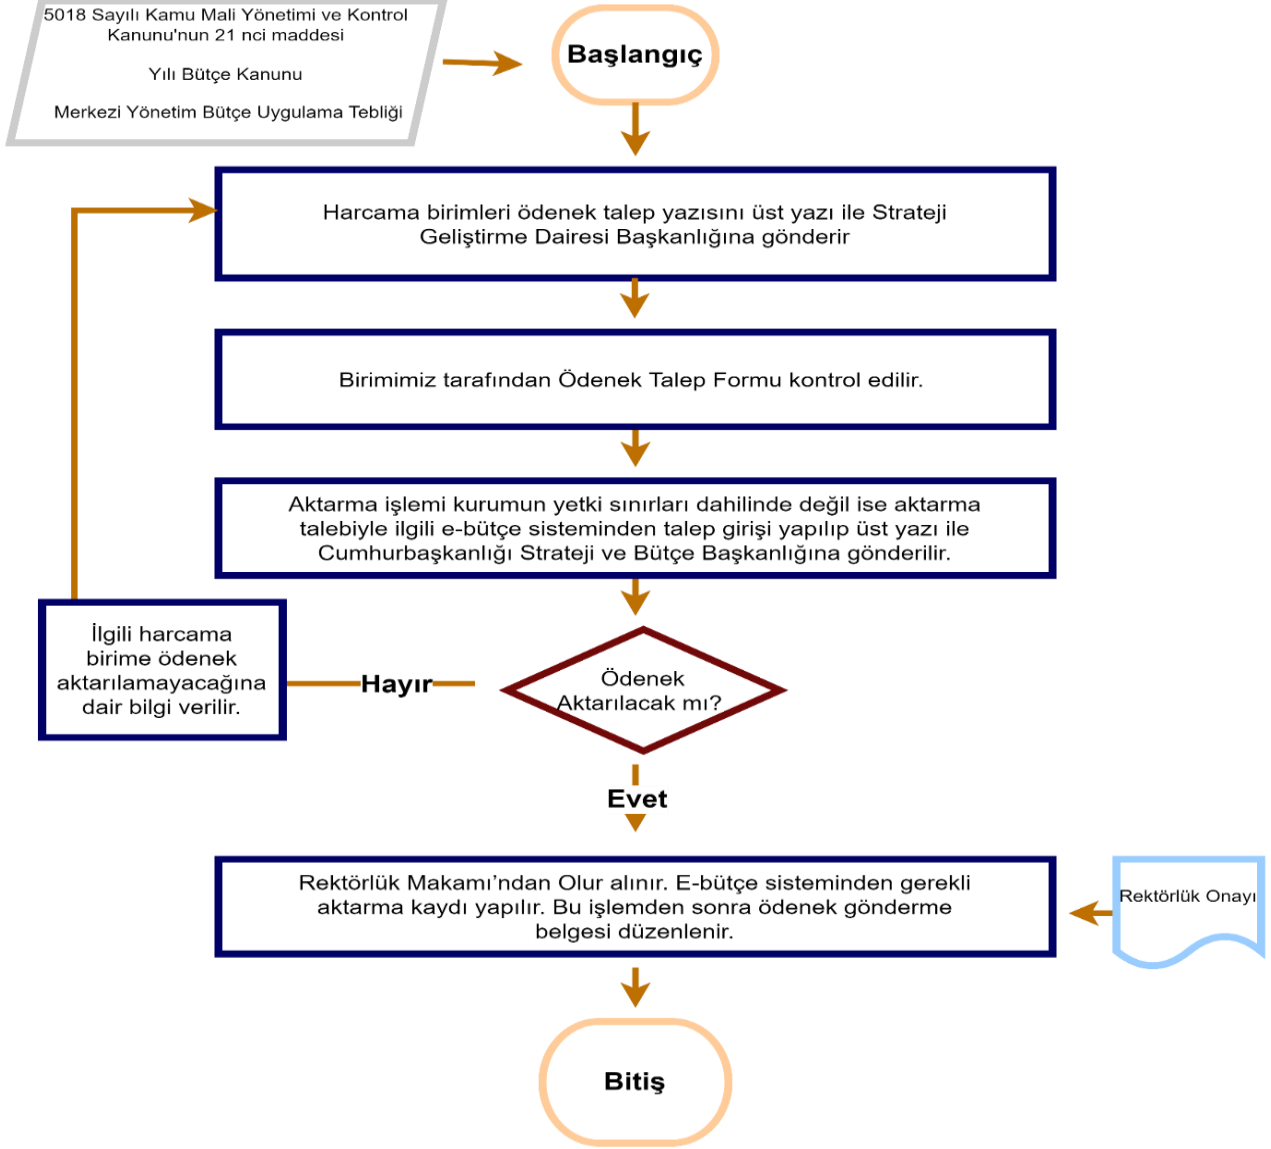 5018 Sayılı Kamu Mali Yönetimi ve Kontrol
Kanunu'nun 21 nci maddesi
Yılı Bütçe Kanunu
Merkezi Yönetim Bütçe Uygulama Tebliği
Başlangıç
Harcama birimleri ödenek talep yazısını üst yazı ile Strateji
Geliştirme Dairesi Başkanlığına gönderir
Birimimiz tarafından Ödenek Talep Formu kontrol edilir.
Aktarma işlemi kurumun yetki sınırları dahilinde değil ise aktarma
talebiyle ilgili e-bütçe sisteminden talep girişi yapılıp üst yazı ile
Cumhurbaşkanlığı Strateji ve Bütçe Başkanlığına gönderilir.
Ödenek
Aktarılacak mı?
Hayır
İlgili harcama
birime ödenek
aktarılamayacağına
dair bilgi verilir.
Evet
Rektörlük Makamı’ndan Olur alınır. E-bütçe sisteminden gerekli
aktarma kaydı yapılır. Bu işlemden sonra ödenek gönderme
belgesi düzenlenir.
Rektörlük Onayı
Bitiş